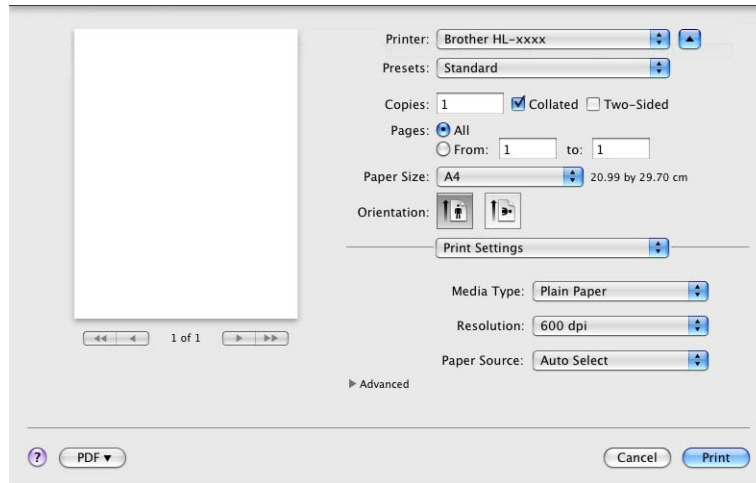 Printer: Brother HL-xxxx
Presets: Standard
Copies: 1 Collated Two-Sided
Pages: All
From: 1 to: 1
Paper Size: A4 20.99 by 29.70 cm
Orientation:
Print Settings
Media Type: Plain Paper
Resolution: 600 dpi
Paper Source: Auto Select
Advanced
1 of 1
? PDF▼ Cancel Print